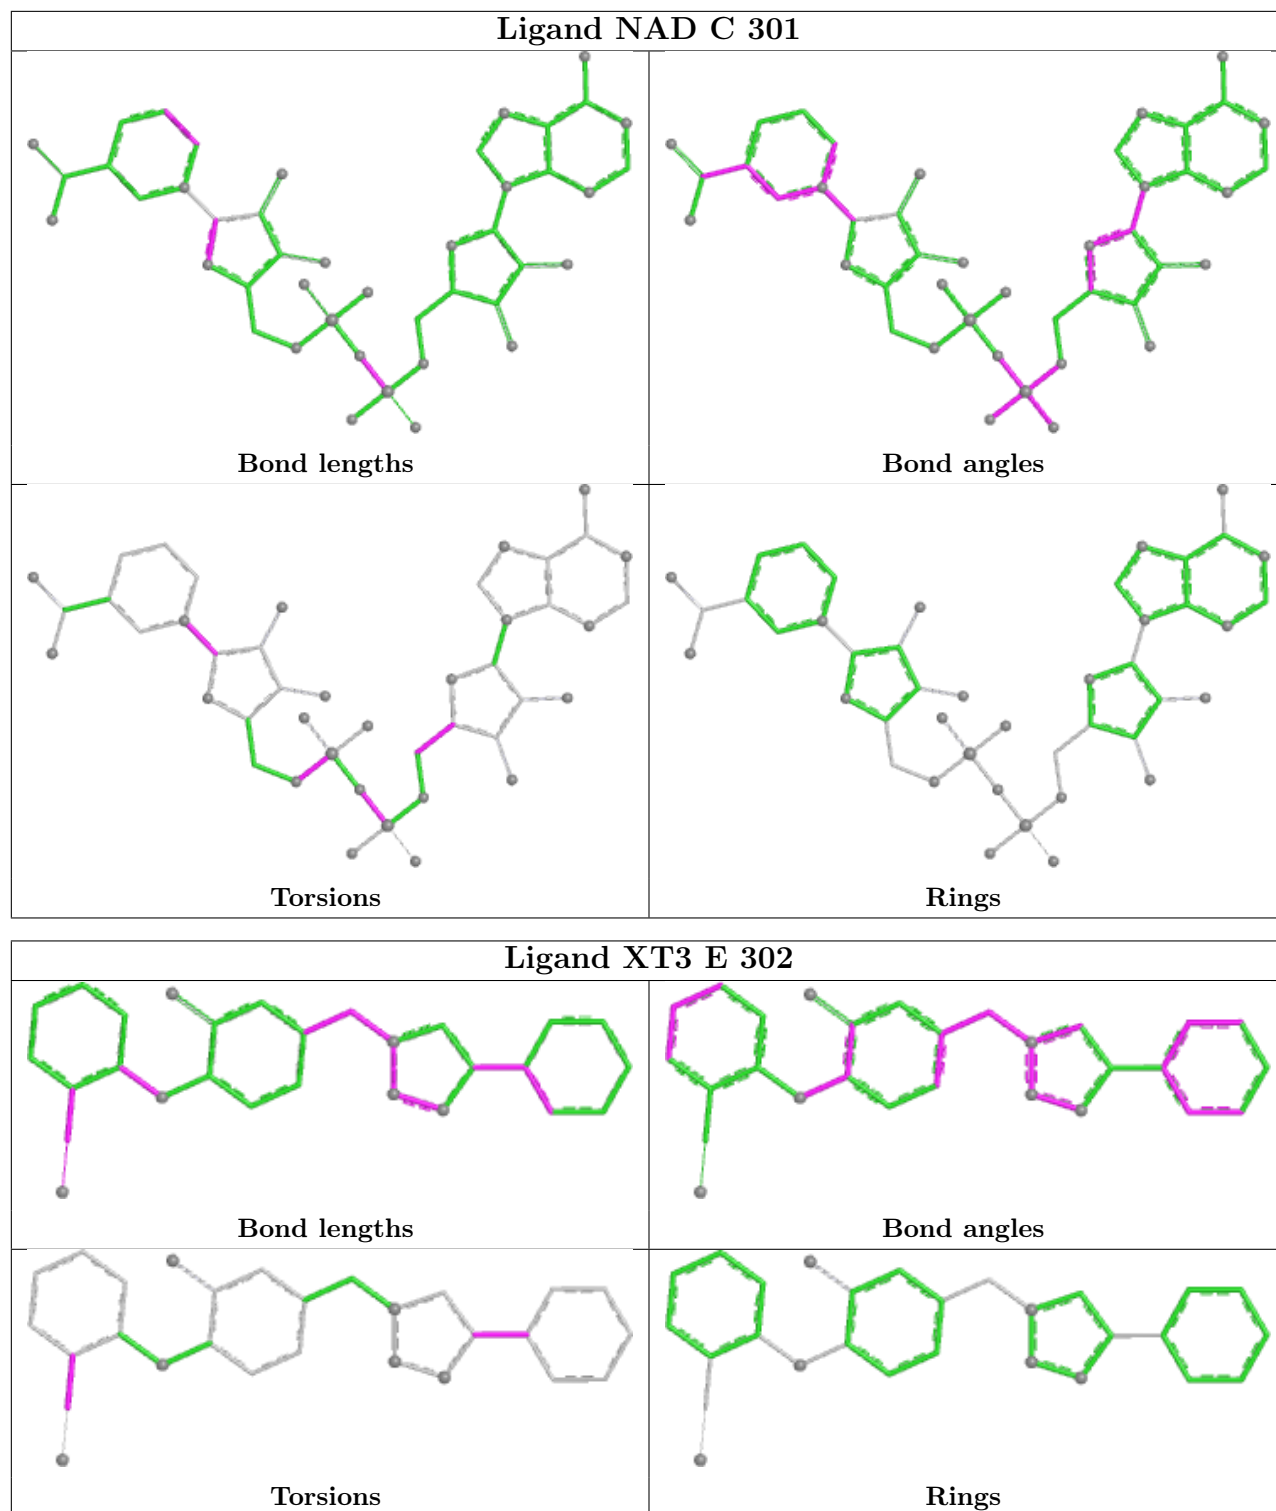 Ligand NAD C 301
Bond lengths
Bond angles
Torsions
Rings
Ligand XT3 E 302
Bond lengths
Bond angles
Torsions
Rings